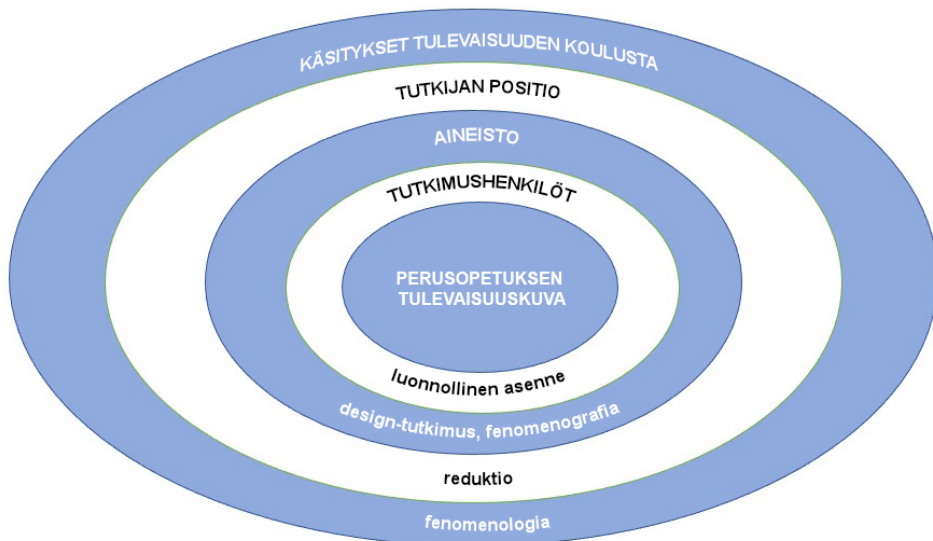 KÄSITYKSET TULEVAISUUDEN KOULUSTA
TUTKIJAN POSITIO
AINEISTO
TUTKIMUSHENKILÖT
PERUSOPETUKSEN
TULEVAISUUSKUVA
luonnollinen asenne
design-tutkimus, fenomenografia
reduktio
fenomenologia